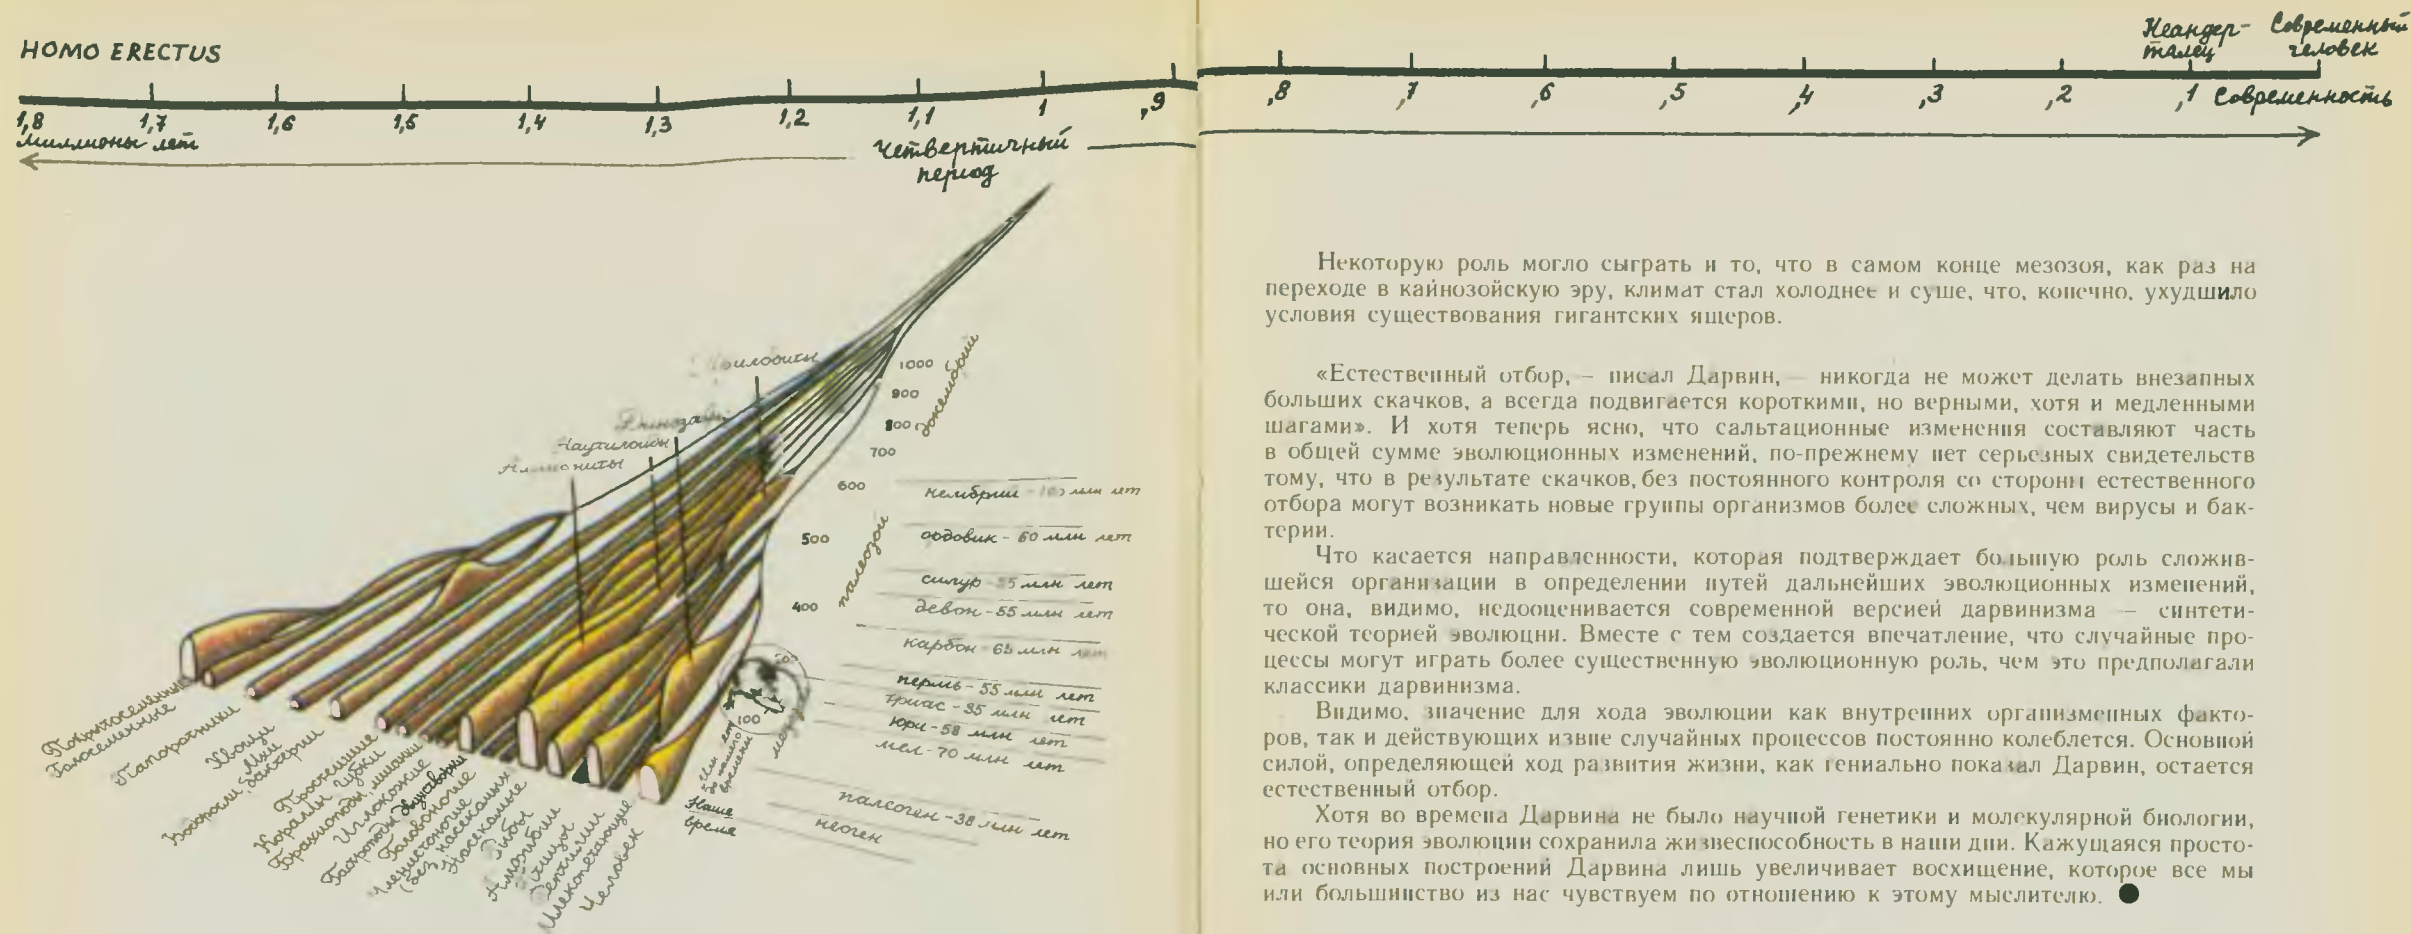 HOMO ERECTUS
Неандер-
талец
Современный
человек
1,8 1,7 1,6 1,5 1,4 1,3 1,2 1,1 1 ,9 ,8 ,7 ,6 ,5 ,4 ,3 ,2 ,1 Современность
Миллионы лет
Четвертичный
период
Наутилоиды
1000
900
800
700
600
500
400
докембрий
палеозой
кембрий
ордовик – 60 млн лет
силур
млн лет
девон – 55 млн лет
карбон – 65 млн
пермь – 55 млн лет
триас – 35 млн лет
юра – 58 млн лет
мел – 70 млн лет
палеоген – 38 млн лет
неоген
100
Наше
время
Покрытосеменные
Голосеменные
Папоротники
Хвощи
Мхи
Водоросли, бактерии
Простейшие
Кораллы, губки
Брахиоподы, мшанки
Иглокожие
Гастроподы, двустворки
Головоногие
Членистоногие
(без насекомых)
Насекомые
Рыбы
Амфибии
Птицы
Рептилии
Млекопитающие
Человек
Некоторую роль могло сыграть и то, что в самом конце мезозоя, как раз на
переходе в кайнозойскую эру, климат стал холоднее и суше, что, конечно, ухудшило
условия существования гигантских ящеров.
«Естественный отбор, – писал Дарвин, – никогда не может делать внезапных
больших скачков, а всегда подвигается короткими, но верными, хотя и медленными
шагами». И хотя теперь ясно, что сальтационные изменения составляют часть
в общей сумме эволюционных изменений, по-прежнему нет серьезных свидетельств
тому, что в результате скачков, без постоянного контроля со стороны естественного
отбора могут возникать новые группы организмов более сложных, чем вирусы и бак-
терии.
Что касается направленности, которая подтверждает большую роль сложив-
шейся организации в определении путей дальнейших эволюционных изменений,
то она, видимо, недооценивается современной версией дарвинизма – синтети-
ческой теорией эволюции. Вместе с тем создается впечатление, что случайные про-
цессы могут играть более существенную эволюционную роль, чем это предполагали
классики дарвинизма.
Видимо, значение для хода эволюции как внутренних организменных факто-
ров, так и действующих извне случайных процессов постоянно колеблется. Основной
силой, определяющей ход развития жизни, как гениально показал Дарвин, остается
естественный отбор.
Хотя во времена Дарвина не было научной генетики и молекулярной биологии,
но его теория эволюции сохранила жизнеспособность в наши дни. Кажущаяся просто-
та основных построений Дарвина лишь увеличивает восхищение, которое все мы
или большинство из нас чувствуем по отношению к этому мыслителю.